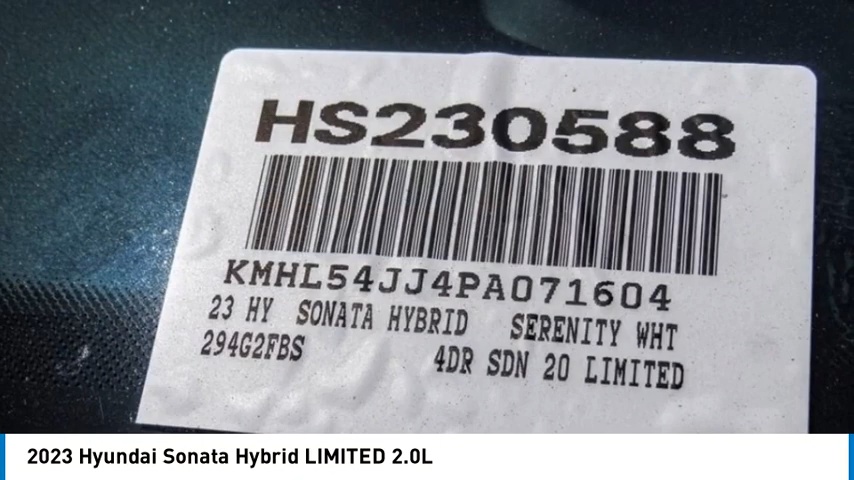 HS230588
KMHL54JJ4PA071604
23 HY SONATA HYBRID SERENITY WHT
294G2FBS 4DR SDN 20 LIMITED
2023 Hyundai Sonata Hybrid LIMITED 2.0L